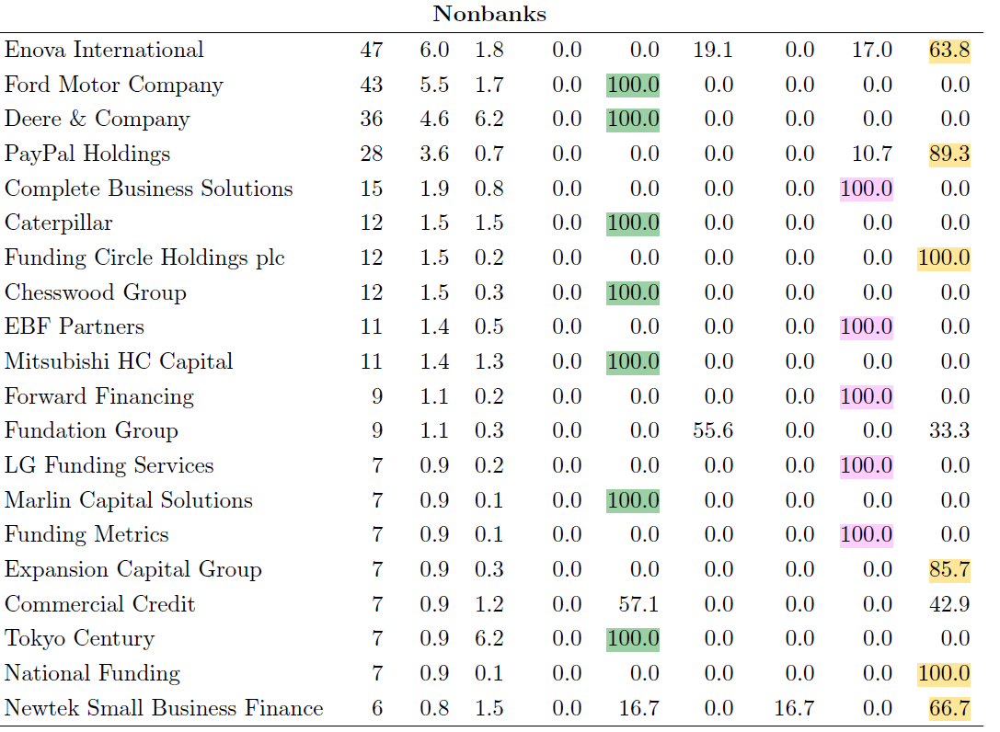 Nonbanks
Enova International 47 6.0 1.8 0.0 0.0 19.1 0.0 17.0 63.8
Ford Motor Company 43 5.5 1.7 0.0 100.0 0.0 0.0 0.0 0.0
Deere & Company 36 4.6 6.2 0.0 100.0 0.0 0.0 0.0 0.0
PayPal Holdings 28 3.6 0.7 0.0 0.0 0.0 0.0 10.7 89.3
Complete Business Solutions 15 1.9 0.8 0.0 0.0 0.0 0.0 100.0 0.0
Caterpillar 12 1.5 1.5 0.0 100.0 0.0 0.0 0.0 0.0
Funding Circle Holdings plc 12 1.5 0.2 0.0 0.0 0.0 0.0 0.0 100.0
Chesswood Group 12 1.5 0.3 0.0 100.0 0.0 0.0 0.0 0.0
EBF Partners 11 1.4 0.5 0.0 0.0 0.0 0.0 100.0 0.0
Mitsubishi HC Capital 11 1.4 1.3 0.0 100.0 0.0 0.0 0.0 0.0
Forward Financing 9 1.1 0.2 0.0 0.0 0.0 0.0 100.0 0.0
Fundation Group 9 1.1 0.3 0.0 0.0 55.6 0.0 0.0 33.3
LG Funding Services 7 0.9 0.2 0.0 0.0 0.0 0.0 100.0 0.0
Marlin Capital Solutions 7 0.9 0.1 0.0 100.0 0.0 0.0 0.0 0.0
Funding Metrics 7 0.9 0.1 0.0 0.0 0.0 0.0 100.0 0.0
Expansion Capital Group 7 0.9 0.3 0.0 0.0 0.0 0.0 0.0 85.7
Commercial Credit 7 0.9 1.2 0.0 57.1 0.0 0.0 0.0 42.9
Tokyo Century 7 0.9 6.2 0.0 100.0 0.0 0.0 0.0 0.0
National Funding 7 0.9 0.1 0.0 0.0 0.0 0.0 0.0 100.0
Newtek Small Business Finance 6 0.8 1.5 0.0 16.7 0.0 16.7 0.0 66.7